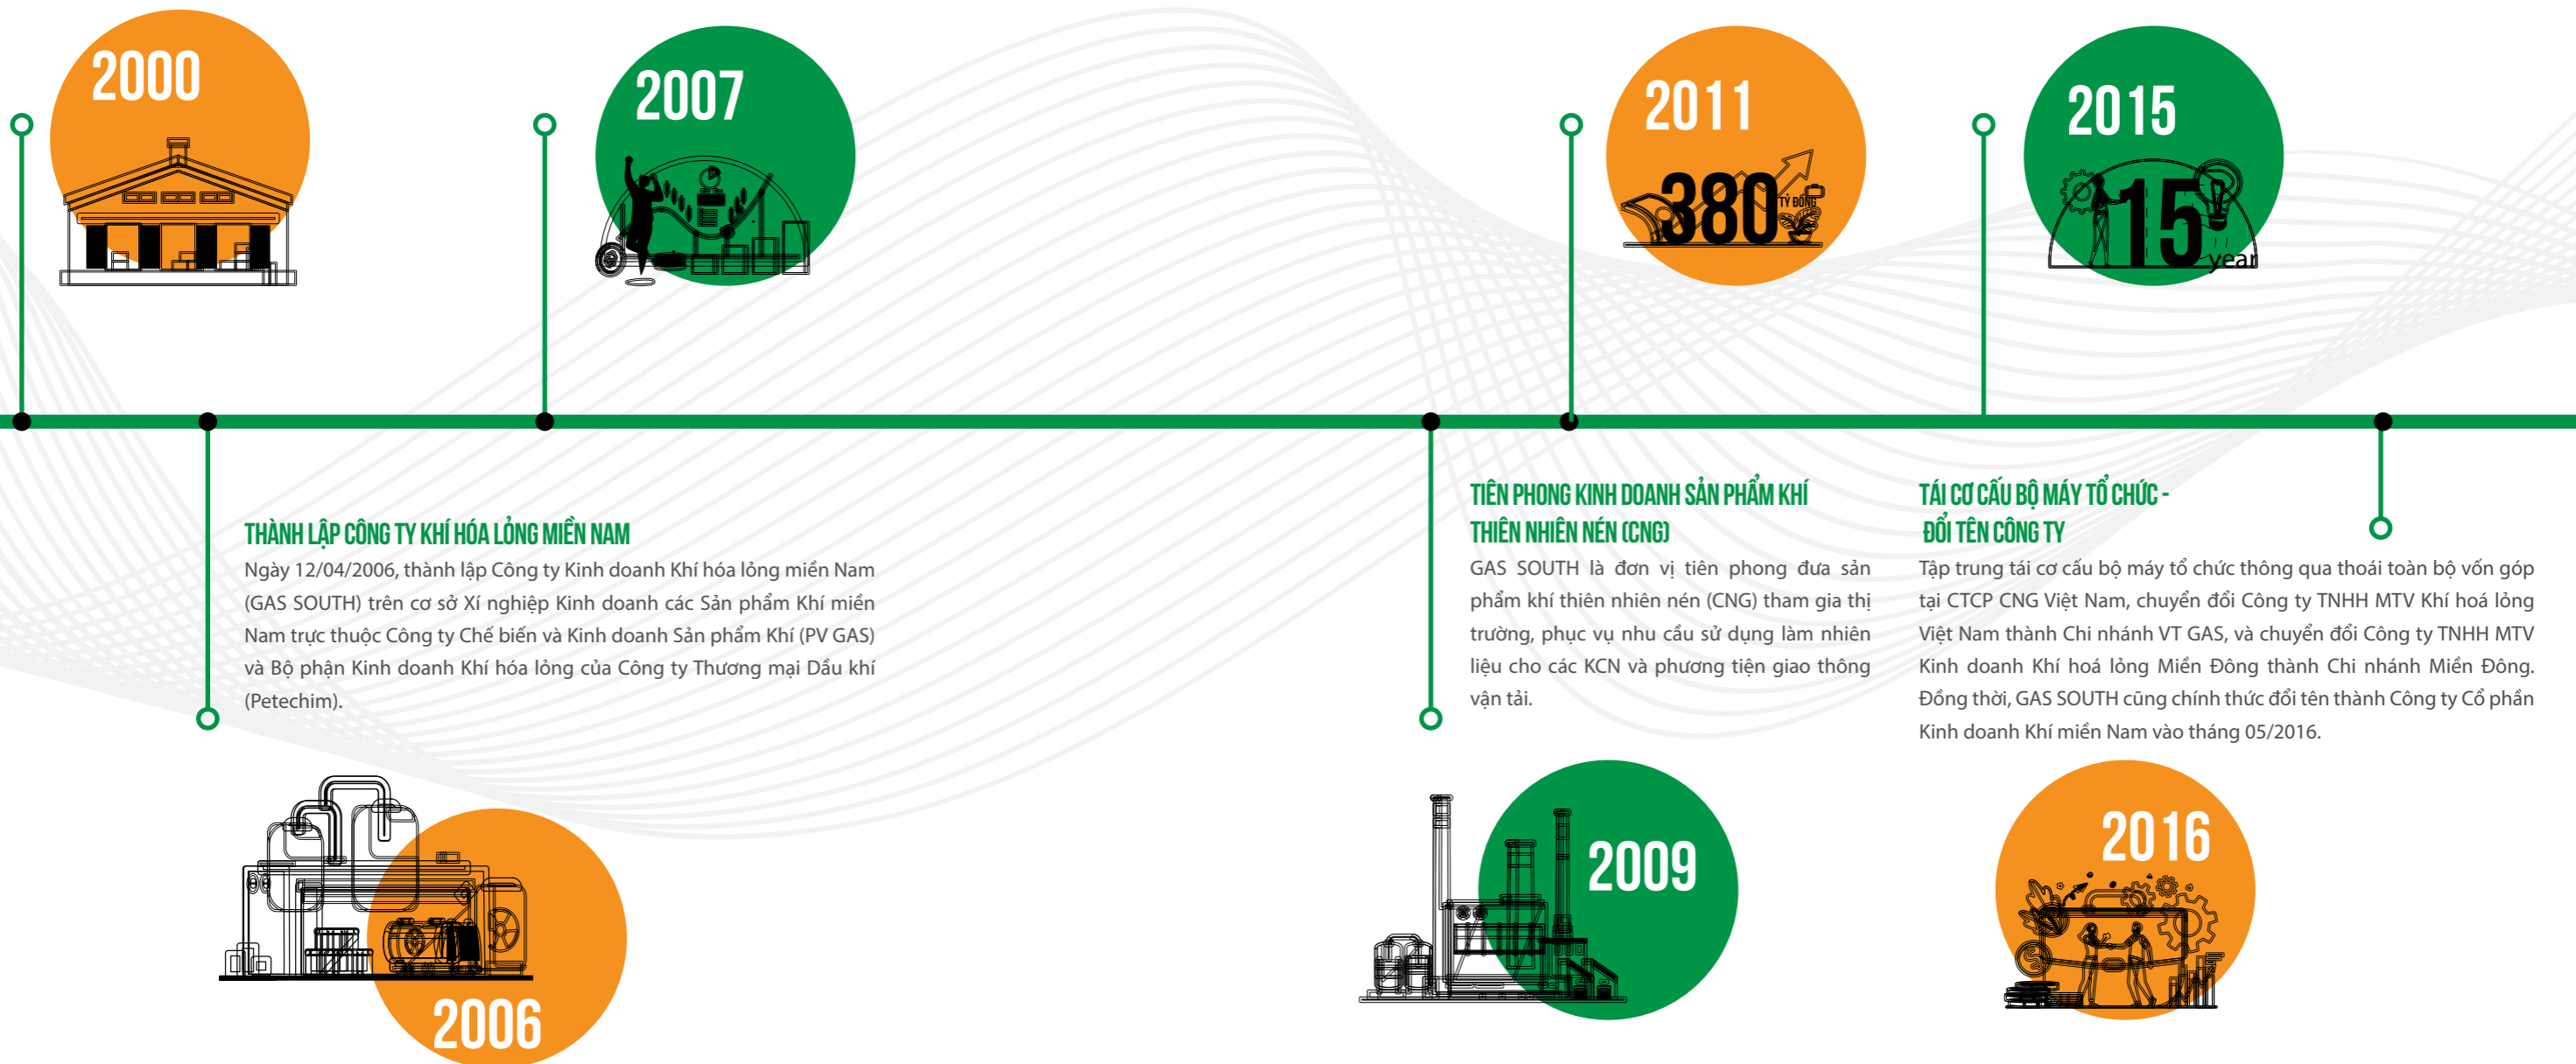 2000
2007
2011
380
TỶ ĐỒNG
2015
15
year
THÀNH LẬP CÔNG TY KHÍ HÓA LỎNG MIỀN NAM
Ngày 12/04/2006, thành lập Công ty Kinh doanh Khí hóa lỏng miền Nam
(GAS SOUTH) trên cơ sở Xí nghiệp Kinh doanh các Sản phẩm Khí miền
Nam trực thuộc Công ty Chế biến và Kinh doanh Sản phẩm Khí (PV GAS)
và Bộ phận Kinh doanh Khí hóa lỏng của Công ty Thương mại Dầu khí
(Petechim).
2006
TIÊN PHONG KINH DOANH SẢN PHẨM KHÍ
THIÊN NHIÊN NÉN (CNG)
GAS SOUTH là đơn vị tiên phong đưa sản
phẩm khí thiên nhiên nén (CNG) tham gia thị
trường, phục vụ nhu cầu sử dụng làm nhiên
liệu cho các KCN và phương tiện giao thông
vận tải.
2009
TÁI CƠ CẤU BỘ MÁY TỔ CHỨC -
ĐỔI TÊN CÔNG TY
Tập trung tái cơ cấu bộ máy tổ chức thông qua thoái toàn bộ vốn góp
tại CTCP CNG Việt Nam, chuyển đổi Công ty TNHH MTV Khí hoá lỏng
Việt Nam thành Chi nhánh VT GAS, và chuyển đổi Công ty TNHH MTV
Kinh doanh Khí hoá lỏng Miền Đông thành Chi nhánh Miền Đông.
Đồng thời, GAS SOUTH cũng chính thức đổi tên thành Công ty Cổ phần
Kinh doanh Khí miền Nam vào tháng 05/2016.
2016